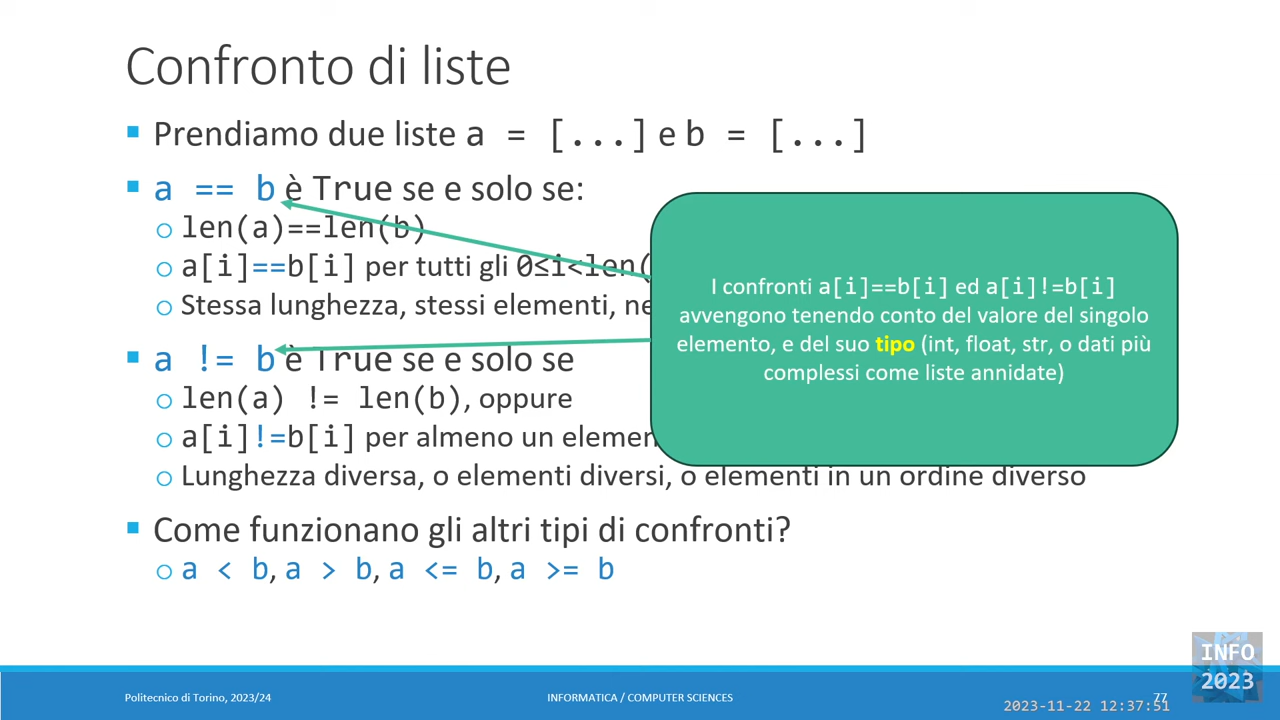 Confronto di liste
Prendiamo due liste a = [...] e b = [...]
a == b è True se e solo se:
len(a)==len(b)
a[i]==b[i] per tutti gli 0≤i<len(
Stessa lunghezza, stessi elementi, ne
a != b è True se e solo se
len(a) != len(b), oppure
a[i]!=b[i] per almeno un elemen
Lunghezza diversa, o elementi diversi, o elementi in un ordine diverso
Come funzionano gli altri tipi di confronti?
a < b, a > b, a <= b, a >= b
I confronti a[i]==b[i] ed a[i]!=b[i]
avvengono tenendo conto del valore del singolo
elemento, e del suo tipo (int, float, str, o dati più
complessi come liste annidate)
Politecnico di Torino, 2023/24
INFORMATICA / COMPUTER SCIENCES
77
INFO
2023
2023-11-22 12:37:51